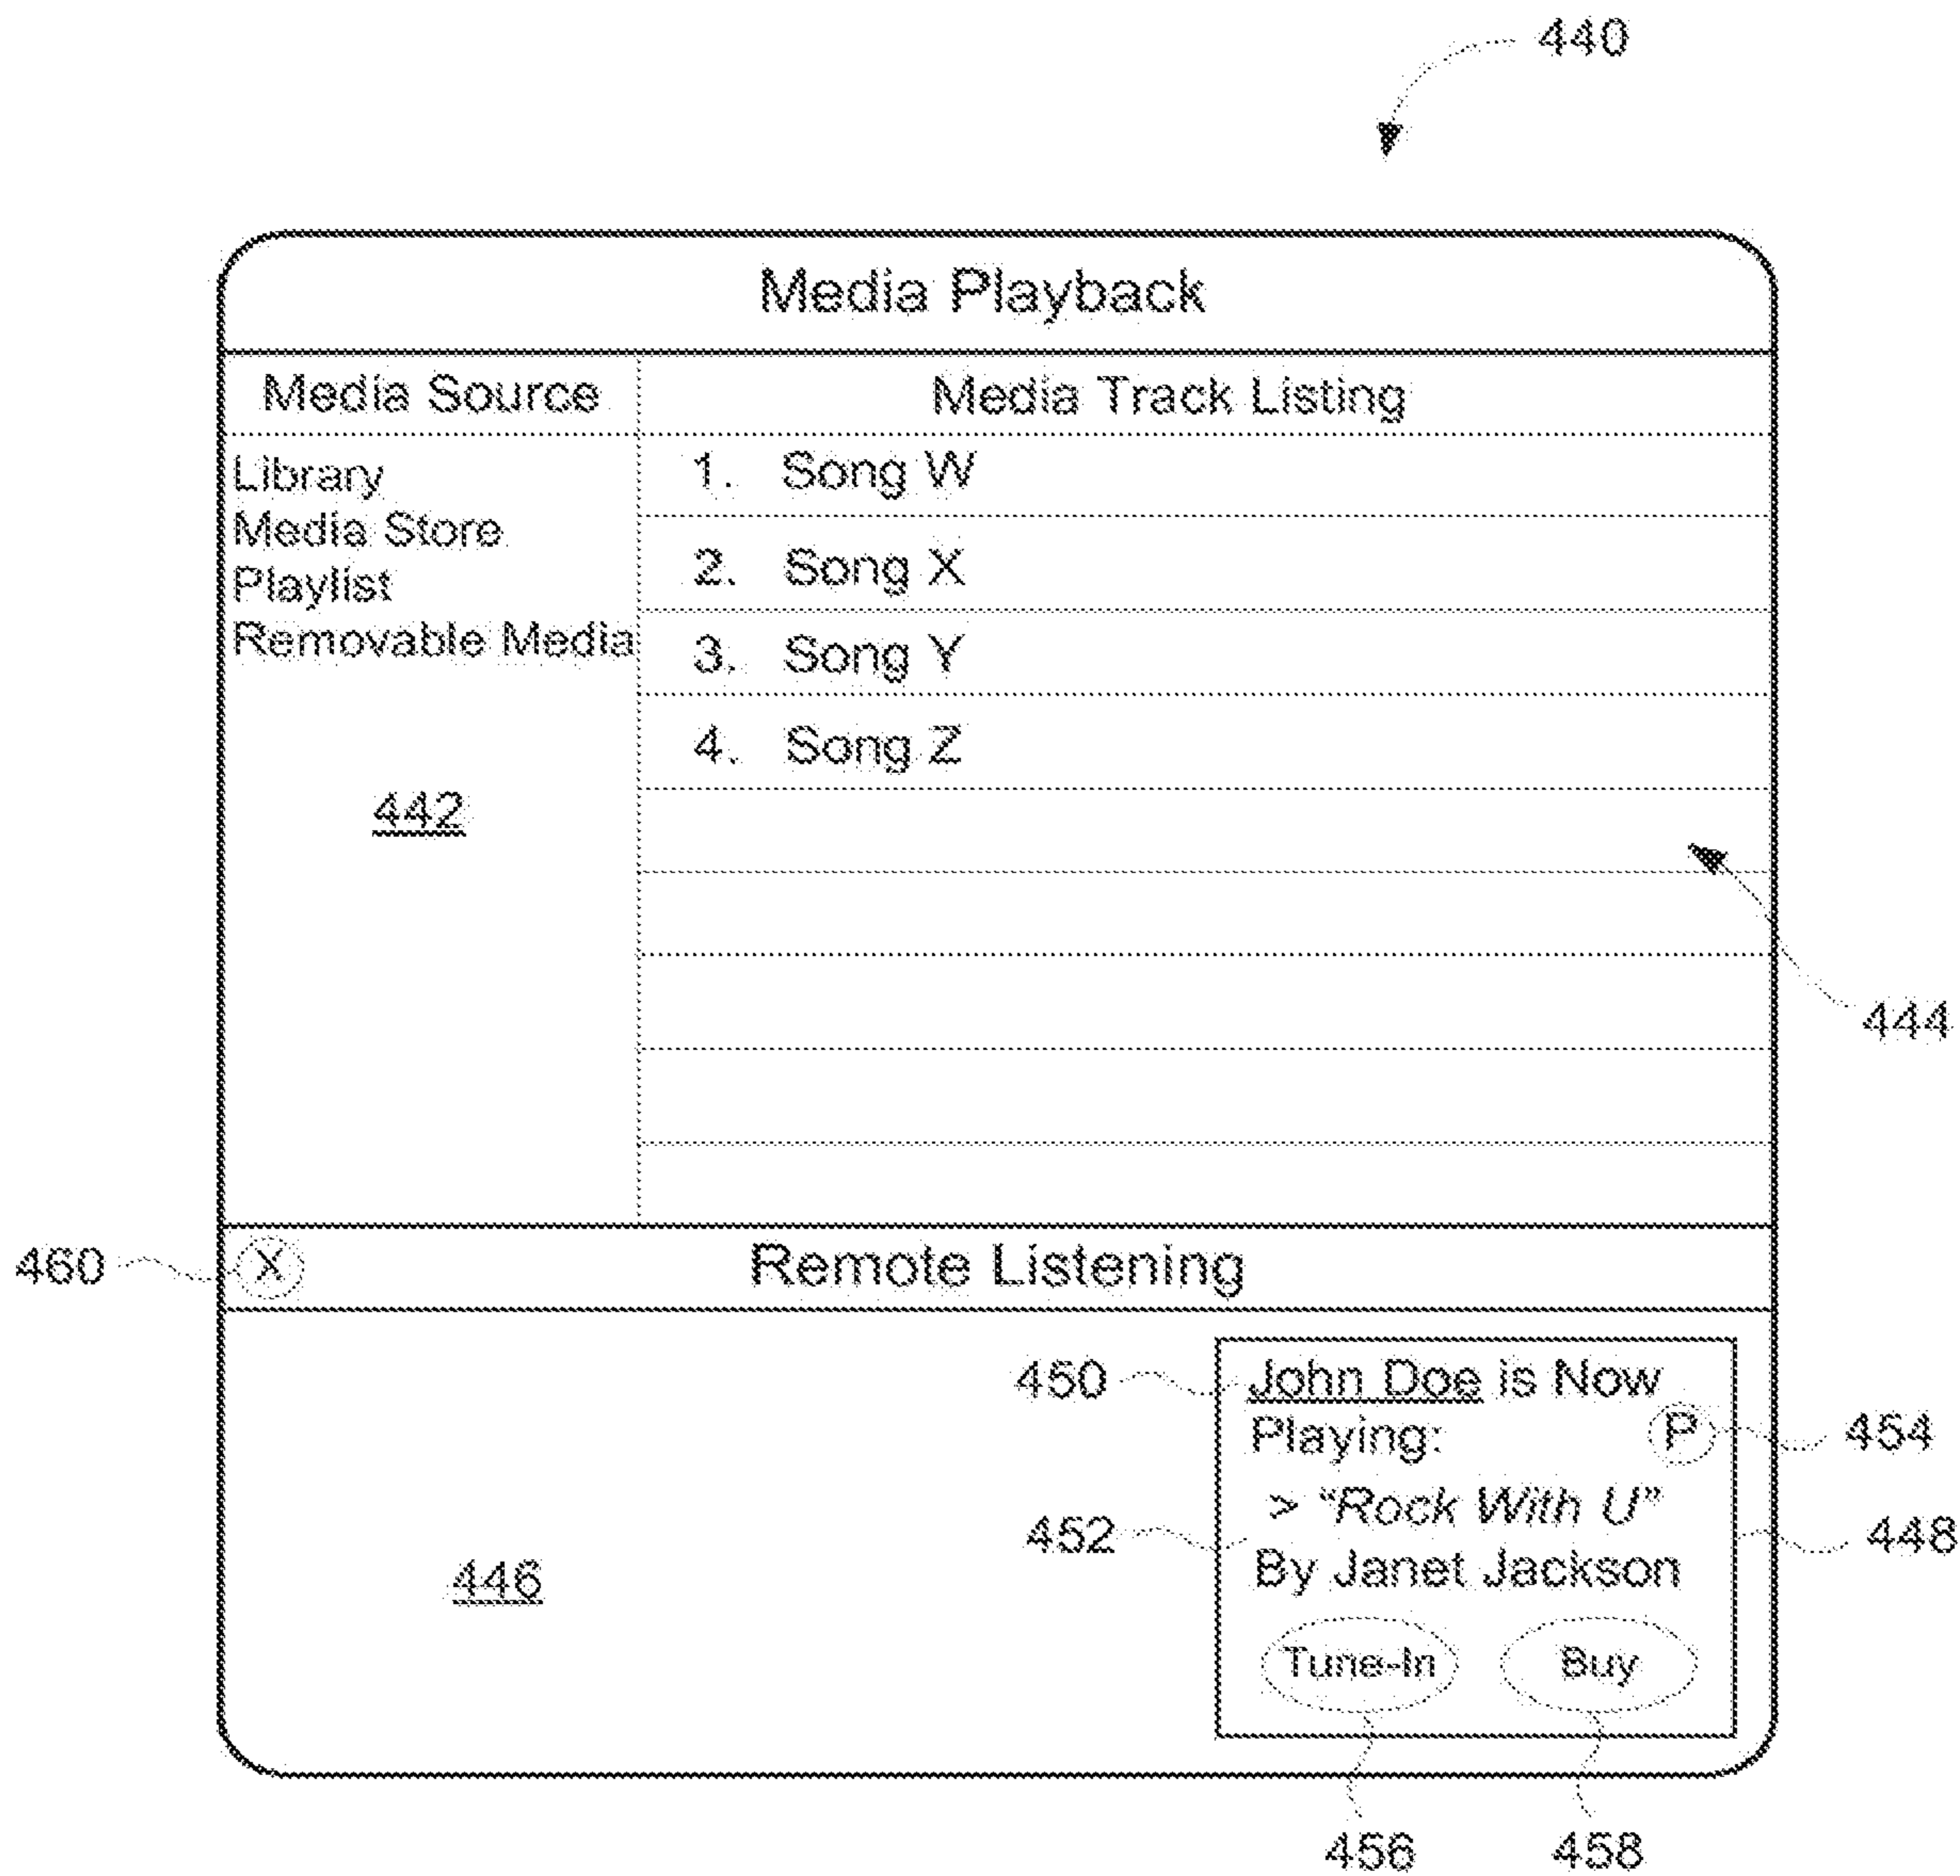 440
Media Playback
Media Source
Media Track Listing
Library
Media Store
Playlist
Removable Media
442
1. Song W
2. Song X
3. Song Y
4. Song Z
444
460
X
Remote Listening
446
450
John Doe is Now
Playing:
P
454
> “Rock With U”
452
448
By Janet Jackson
Tune-In
Buy
456
458